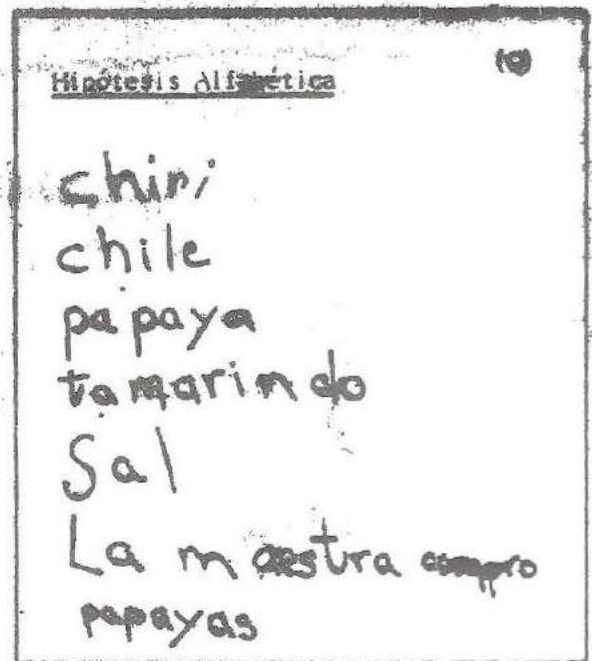 Hipótesis alfabética
chiri
chile
papaya
tamarindo
Sal
La maestra compro
papayas